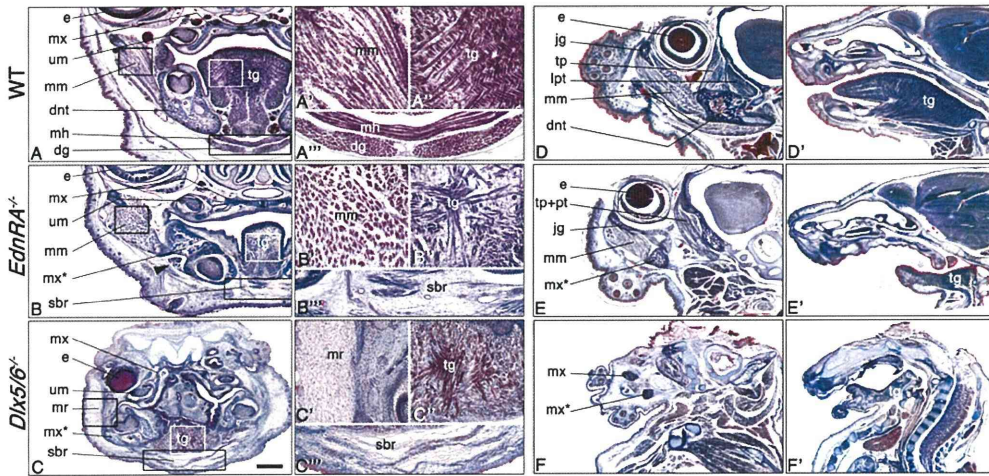 WT
e
mx
um
mm
dnt
mh
dg
A
tg
mm
A'
tg
A''
mh
dg
A'''
e
jg
tp
lpt
mm
dnt
D
tg
D'
EdnRA-/-
e
mx
um
mm
mx*
sbr
B
tg
mm
B'
tg
B''
sbr
B'''
e
tp+pt
jg
mm
mx*
E
tg
E'
Dlx5/6-/-
mx
e
um
mr
mx*
sbr
C
tg
mr
C'
tg
C''
sbr
C'''
mx
mx*
F
tg
F'